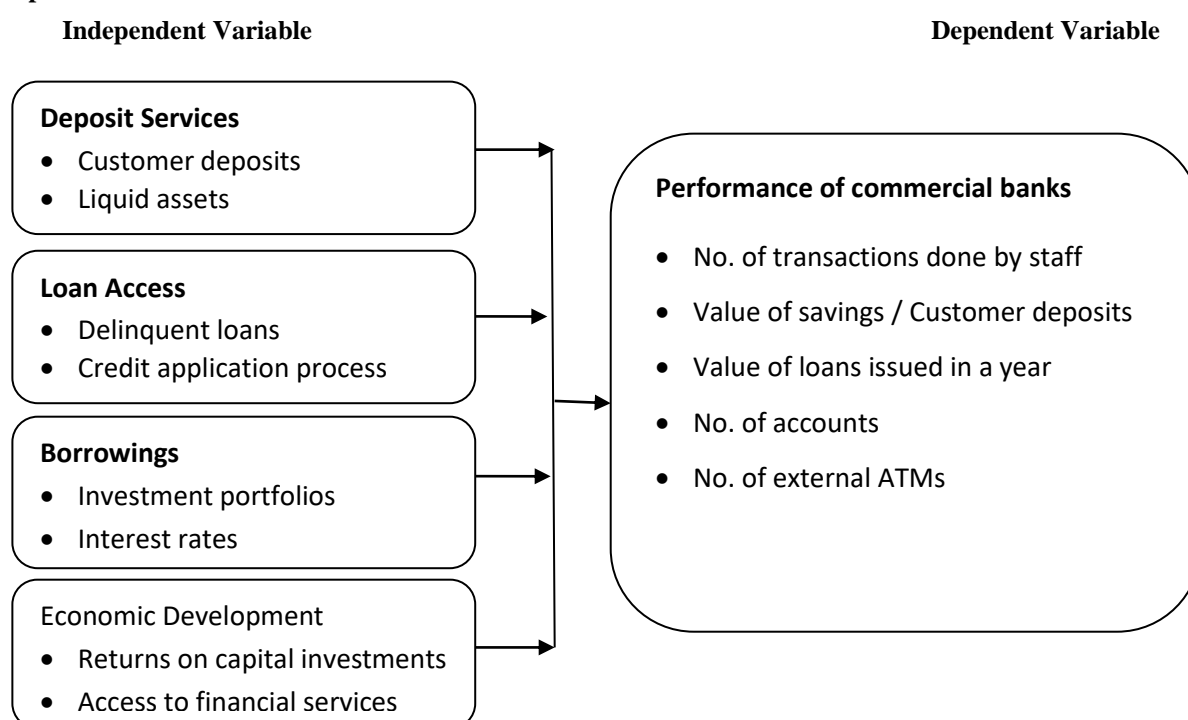 Independent Variable
Dependent Variable
Deposit Services
• Customer deposits
• Liquid assets
Loan Access
• Delinquent loans
• Credit application process
Borrowings
• Investment portfolios
• Interest rates
Economic Development
• Returns on capital investments
• Access to financial services
Performance of commercial banks
• No. of transactions done by staff
• Value of savings / Customer deposits
• Value of loans issued in a year
• No. of accounts
• No. of external ATMs